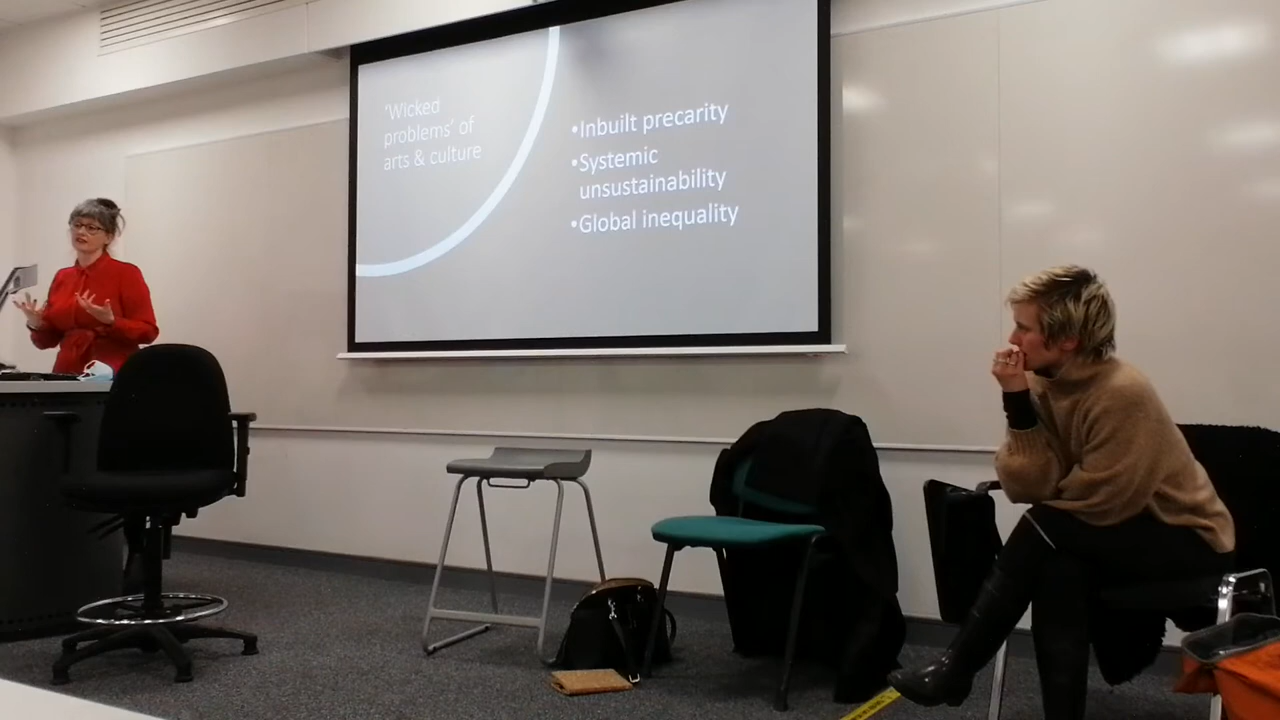 'Wicked
problems' of
arts & culture
•Inbuilt precarity
•Systemic
unsustainability
•Global inequality